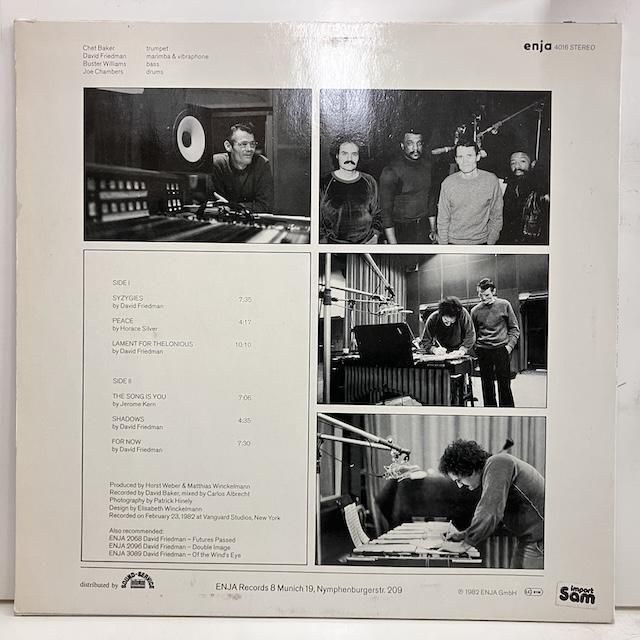 Chet Baker trumpet
David Friedman marimba & vibraphone
Buster Williams bass
Joe Chambers drums
enja 4016 STEREO
SIDE I
SYZYGIES 7:35
by David Friedman
PEACE 4:17
by Horace Silver
LAMENT FOR THELONIOUS 10:10
by David Friedman
SIDE II
THE SONG IS YOU 7:06
by Jerome Kern
SHADOWS 4:35
by David Friedman
FOR NOW 7:30
by David Friedman
Produced by Horst Weber & Matthias Winckelmann
Recorded by David Baker, mixed by Carlos Albrecht
Photography by Patrick Hinely
Design by Elisabeth Winckelmann
Recorded on February 23, 1982 at Vanguard Studios, New York
Also recommended:
ENJA 2068 David Friedman – Futures Passed
ENJA 2096 David Friedman – Double Image
ENJA 3089 David Friedman – Of the Wind's Eye
distributed by SOUND-SERVICE
ENJA Records 8 Munich 19, Nymphenburgerstr. 209
℗ 1982 ENJA GmbH
import
Sam